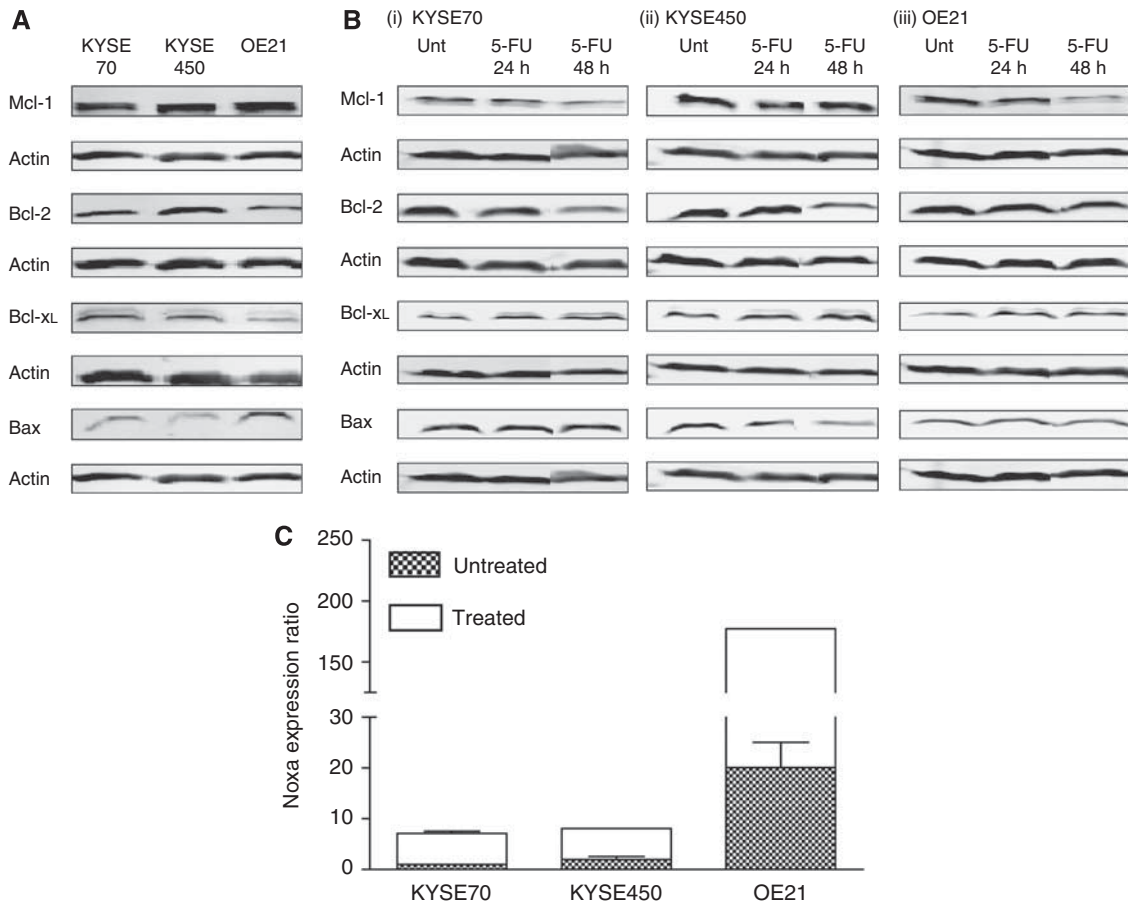 A
KYSE 70
KYSE 450
OE21
Mcl-1
Actin
Bcl-2
Actin
Bcl-xL
Actin
Bax
Actin
B
(i) KYSE70
Unt
5-FU 24 h
5-FU 48 h
(ii) KYSE450
Unt
5-FU 24 h
5-FU 48 h
(iii) OE21
Unt
5-FU 24 h
5-FU 48 h
Mcl-1
Actin
Bcl-2
Actin
Bcl-xL
Actin
Bax
Actin
C
Noxa expression ratio
250
200
150
30
20
10
0
Untreated
Treated
KYSE70
KYSE450
OE21